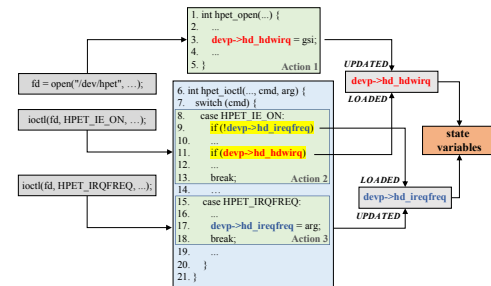 1. int hpet_open(...) {
2. ...
3. devp->hd_hdwirq = gsi;
4. ...
5. }
Action 1
fd = open("/dev/hpet", …);
ioctl(fd, HPET_IE_ON, …);
ioctl(fd, HPET_IRQFREQ, ...);
6. int hpet_ioctl(..., cmd, arg) {
7. switch (cmd) {
8. case HPET_IE_ON:
9. if (!devp->hd_ireqfreq)
10. ...
11. if (devp->hd_hdwirq)
12. ...
13. break;
Action 2
14. …
15. case HPET_IRQFREQ:
16. ...
17. devp->hd_ireqfreq = arg;
18. break;
Action 3
19. ...
20. }
21. }
UPDATED
devp->hd_hdwirq
LOADED
state
variables
LOADED
devp->hd_ireqfreq
UPDATED